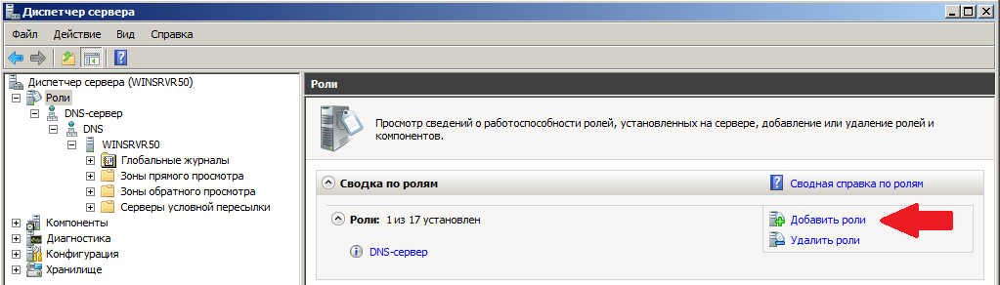 Диспетчер сервера
Файл Действие Вид Справка
Диспетчер сервера (WINSRVR50)
Роли
DNS-сервер
DNS
WINSRVR50
Глобальные журналы
Зоны прямого просмотра
Зоны обратного просмотра
Серверы условной пересылки
Компоненты
Диагностика
Конфигурация
Хранилище
Роли
Просмотр сведений о работоспособности ролей, установленных на сервере, добавление или удаление ролей и
компонентов.
Сводка по ролям
Сводная справка по ролям
Роли: 1 из 17 установлен
Добавить роли
Удалить роли
DNS-сервер